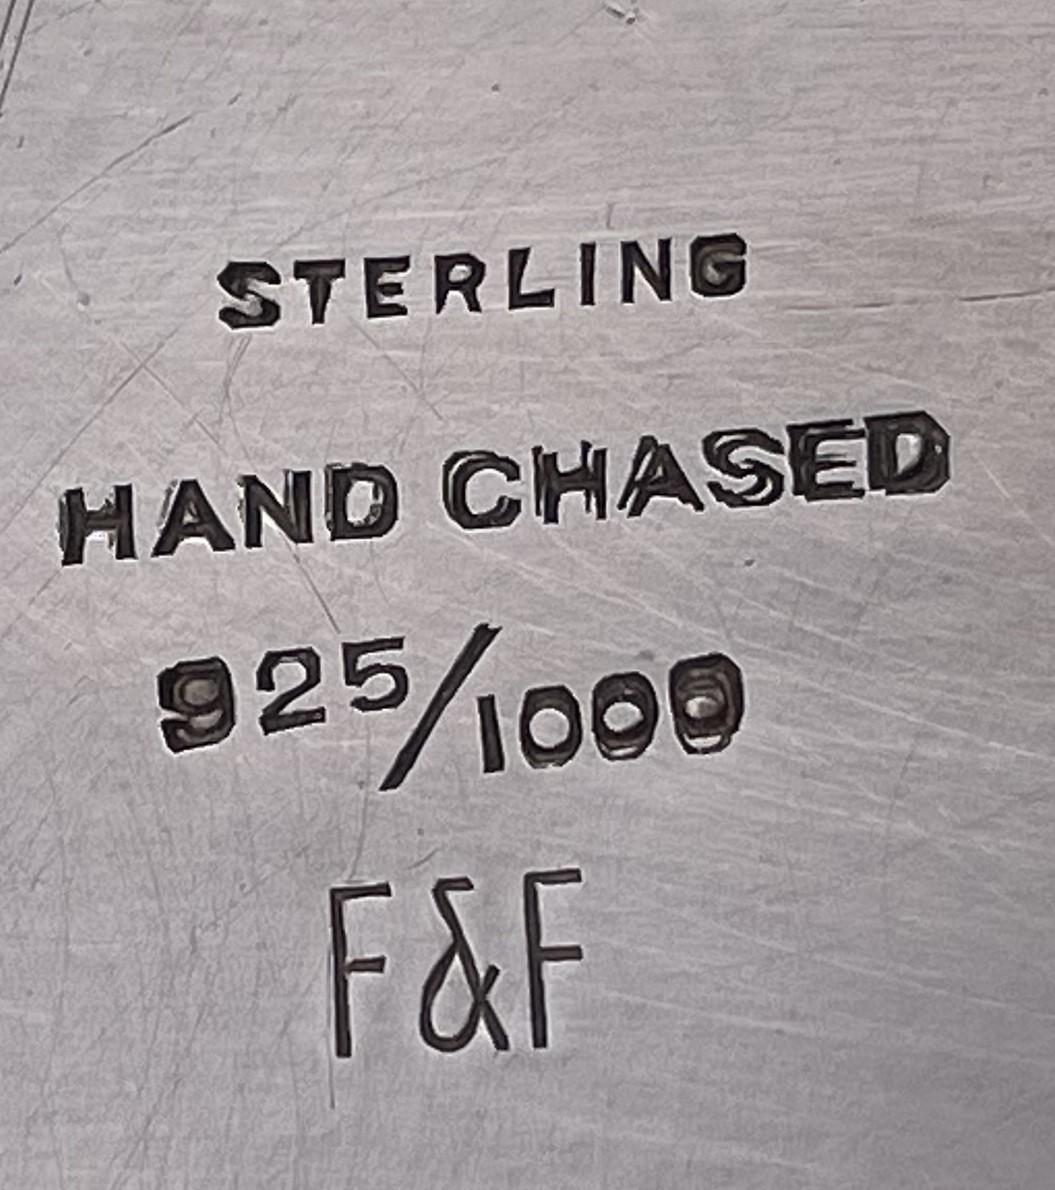 STERLING
HAND CHASED
925/1000
F&F